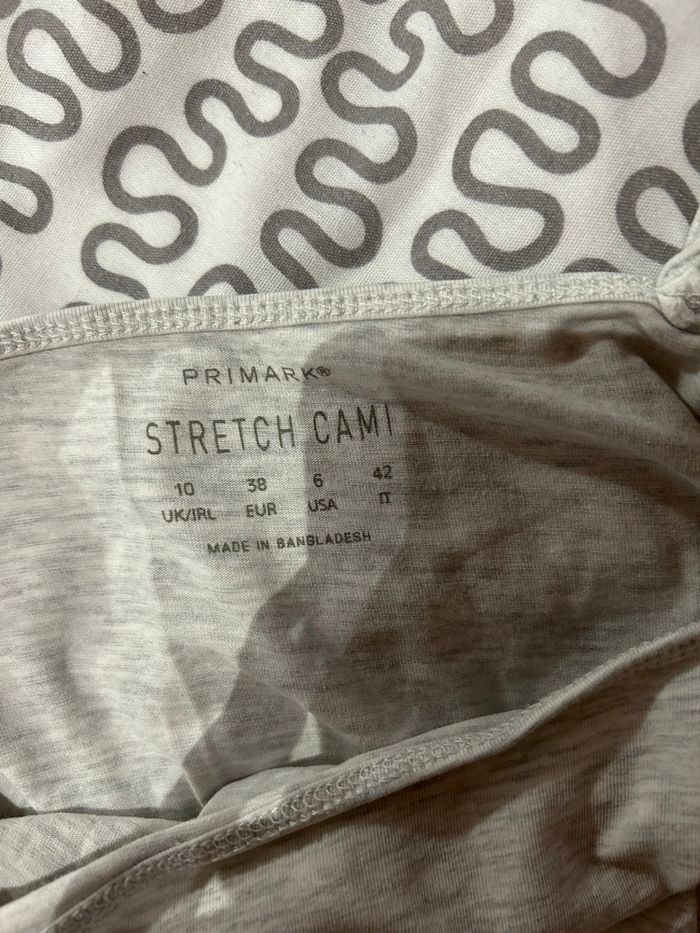 PRIMARK®
STRETCH CAMI
10 38 6 42
UK/IRL EUR USA IT
MADE IN BANGLADESH